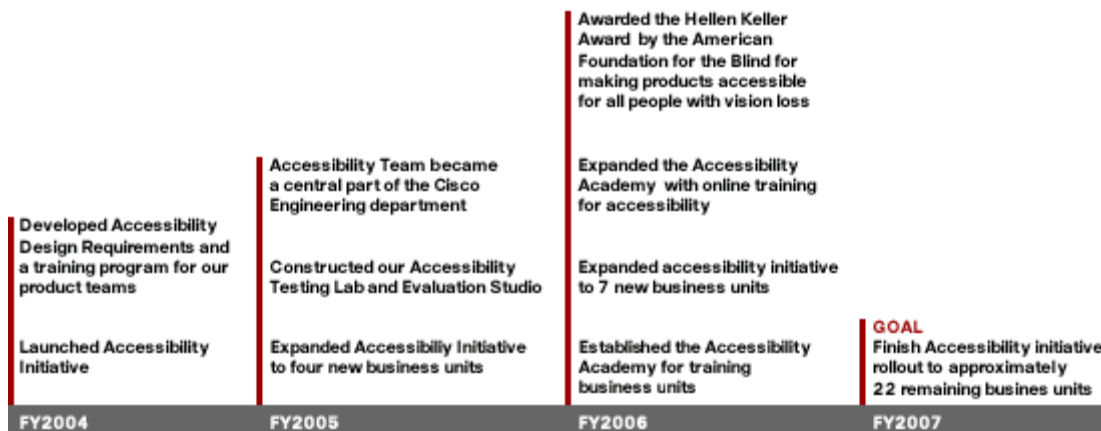 Developed Accessibility
Design Requirements and
a training program for our
product teams
Launched Accessibility
Initiative
FY2004
Accessibility Team became
a central part of the Cisco
Engineering department
Constructed our Accessibility
Testing Lab and Evaluation Studio
Expanded Accessibiliy Initiative
to four new business units
FY2005
Awarded the Hellen Keller
Award by the American
Foundation for the Blind for
making products accessible
for all people with vision loss
Expanded the Accessibility
Academy with online training
for accessibility
Expanded accessibility initiative
to 7 new business units
Established the Accessibility
Academy for training
business units
FY2006
GOAL
Finish Accessibility initiative
rollout to approximately
22 remaining busines units
FY2007